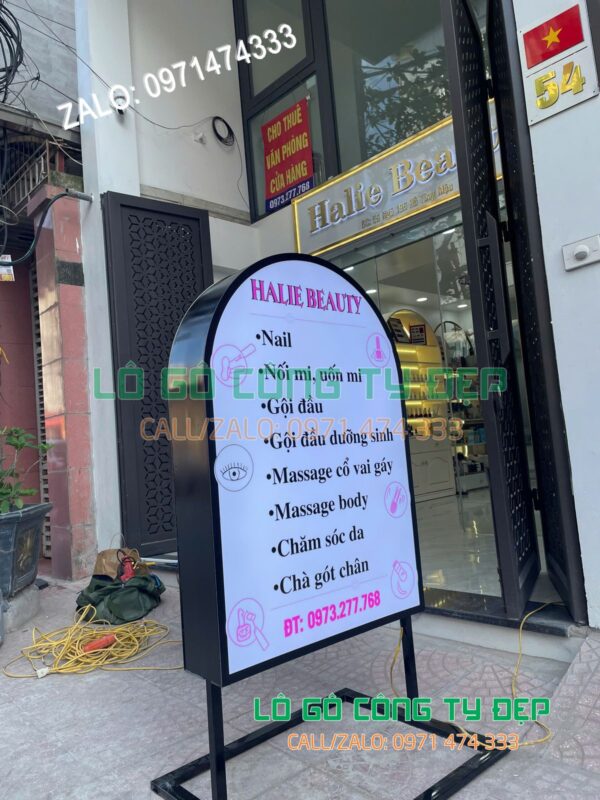 ZALO: 0971474333
54
CHO THUÊ
VĂN PHÒNG
CỬA HÀNG
0973.277.768
Halie Beau
HALIE BEAUTY
•Nail
•Nối mi, uốn mi
LÔ GÔ CÔNG TY ĐẸP
•Gội đầu
CALL/ZALO: 0971 474 333
•Gội đầu dưỡng sinh
•Massage cổ vai gáy
•Massage body
•Chăm sóc da
•Chà gót chân
ĐT: 0973.277.768
LÔ GÔ CÔNG TY ĐẸP
CALL/ZALO: 0971 474 333